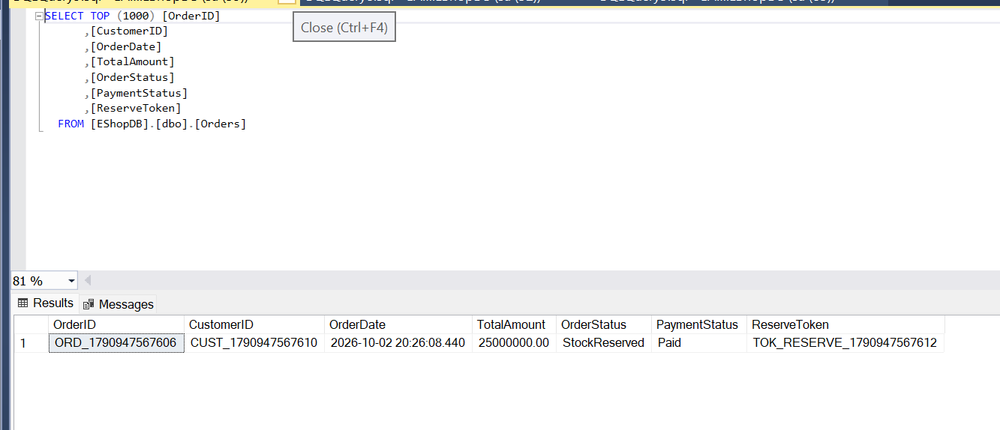 SELECT TOP (1000) [OrderID]
Close (Ctrl+F4)
,[CustomerID]
,[OrderDate]
,[TotalAmount]
,[OrderStatus]
,[PaymentStatus]
,[ReserveToken]
FROM [EShopDB].[dbo].[Orders]
81 %
Results Messages
OrderID CustomerID OrderDate TotalAmount OrderStatus PaymentStatus ReserveToken
1 ORD_1790947567606 CUST_1790947567610 2026-10-02 20:26:08.440 25000000.00 StockReserved Paid TOK_RESERVE_1790947567612